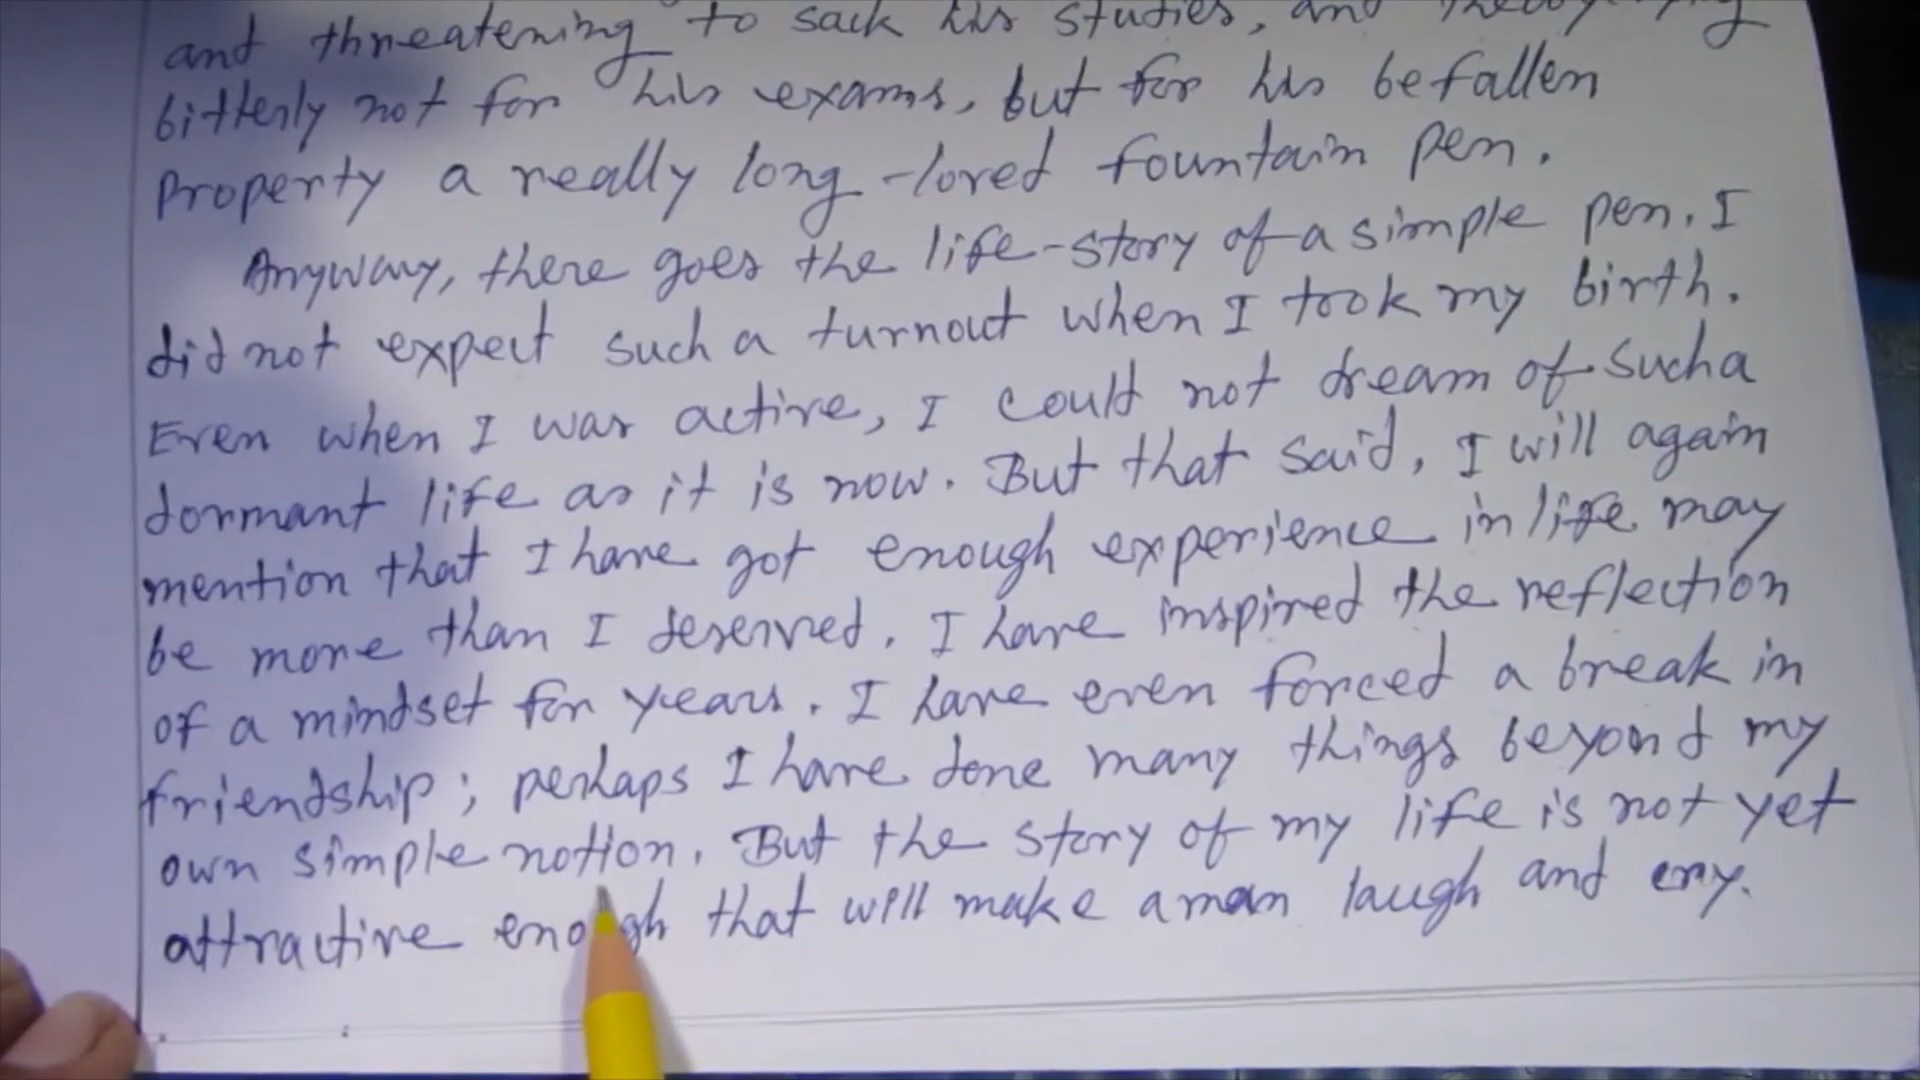 and threatening to sack his studies, and the boy crying
bitterly not for his exams, but for his befallen
Property a really long-loved fountain pen.
Anyway, there goes the life-story of a simple pen. I
did not expect such a turnout when I took my birth.
Even when I was active, I could not dream of such a
dormant life as it is now. But that said, I will again
mention that I have got enough experience in life may
be more than I deserved. I have inspired the reflection
of a mindset for years. I have even forced a break in
friendship; perhaps I have done many things beyond my
own simple notion. But the story of my life is not yet
attractive enough that will make a man laugh and cry.